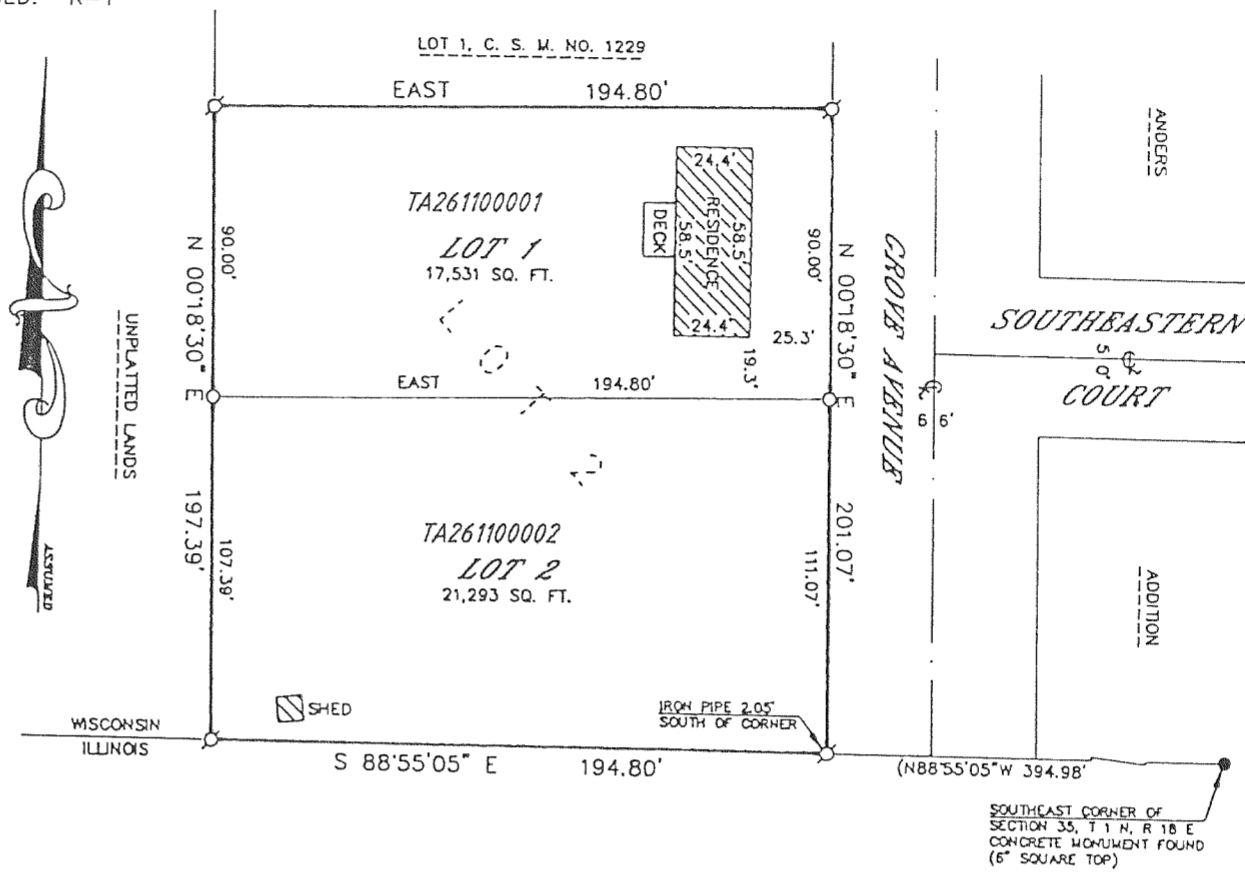 R-1
LOT 1, C. S. M. NO. 1229
EAST 194.80'
ANDERS
TA261100001
LOT 1
17,531 SQ. FT.
24.4'
RESIDENCE
58.5'
58.5'
DECK
24.4'
25.3'
19.3'
90.00'
N 00°18'30" E
90.00'
N 00°18'30" E
GROVE AVENUE
SOUTHEASTERN
50'
COURT
66'
UNPLATTED LANDS
EAST 194.80'
197.39'
107.39'
TA261100002
LOT 2
21,293 SQ. FT.
111.07'
201.07'
ADDITION
ASSUMED
SHED
IRON PIPE 2.05'
SOUTH OF CORNER
WISCONSIN
ILLINOIS
S 88°55'05" E 194.80'
(N88°55'05"W 394.98'
SOUTHEAST CORNER OF
SECTION 35, T 1 N, R 18 E
CONCRETE MONUMENT FOUND
(6" SQUARE TOP)